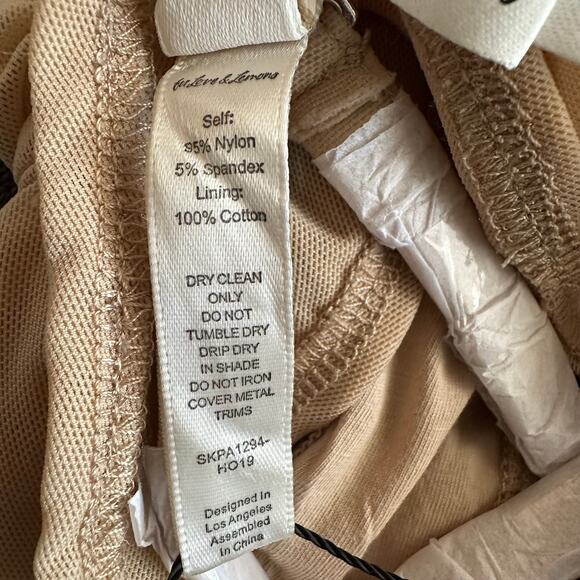 for Love & Lemons
Self:
95% Nylon
5% Spandex
Lining:
100% Cotton
DRY CLEAN
ONLY
DO NOT
TUMBLE DRY
DRIP DRY
IN SHADE
DO NOT IRON
COVER METAL
TRIMS
SKPA1294-
HO19
Designed in
Los Angeles
Assembled
in China